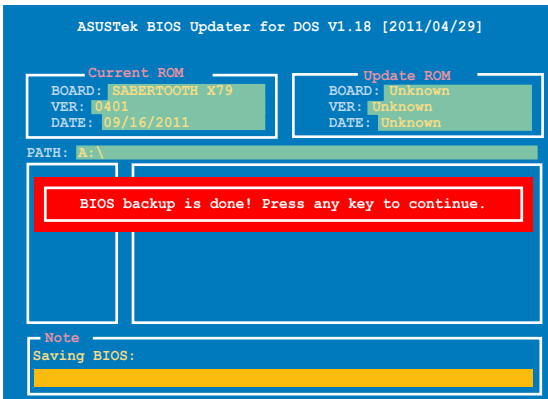 ASUSTek BIOS Updater for DOS V1.18 [2011/04/29]
Current ROM
BOARD: SABERTOOTH X79
VER: 0401
DATE: 09/16/2011
Update ROM
BOARD: Unknown
VER: Unknown
DATE: Unknown
PATH: A:\
BIOS backup is done! Press any key to continue.
Note
Saving BIOS: